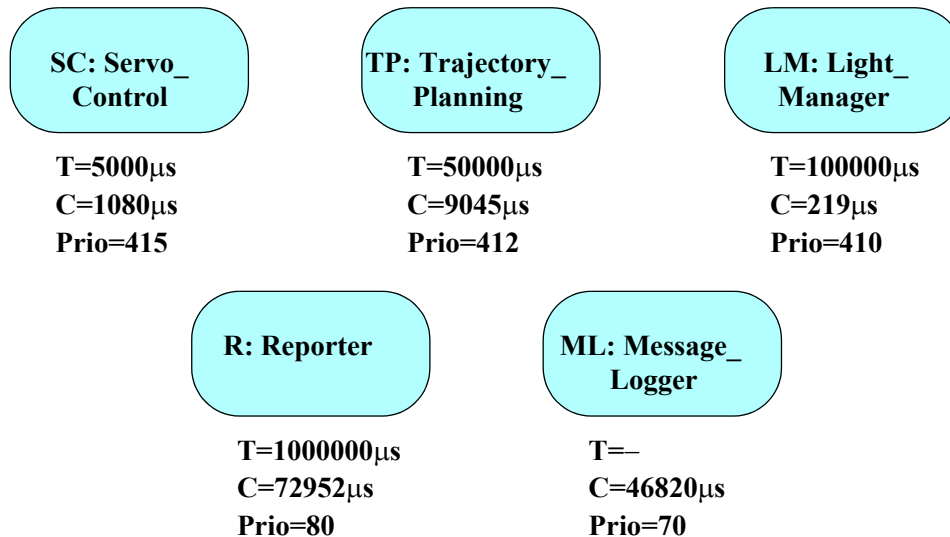 SC: Servo_
Control
T=5000μs
C=1080μs
Prio=415
TP: Trajectory_
Planning
T=50000μs
C=9045μs
Prio=412
LM: Light_
Manager
T=100000μs
C=219μs
Prio=410
R: Reporter
T=1000000μs
C=72952μs
Prio=80
ML: Message_
Logger
T=–
C=46820μs
Prio=70